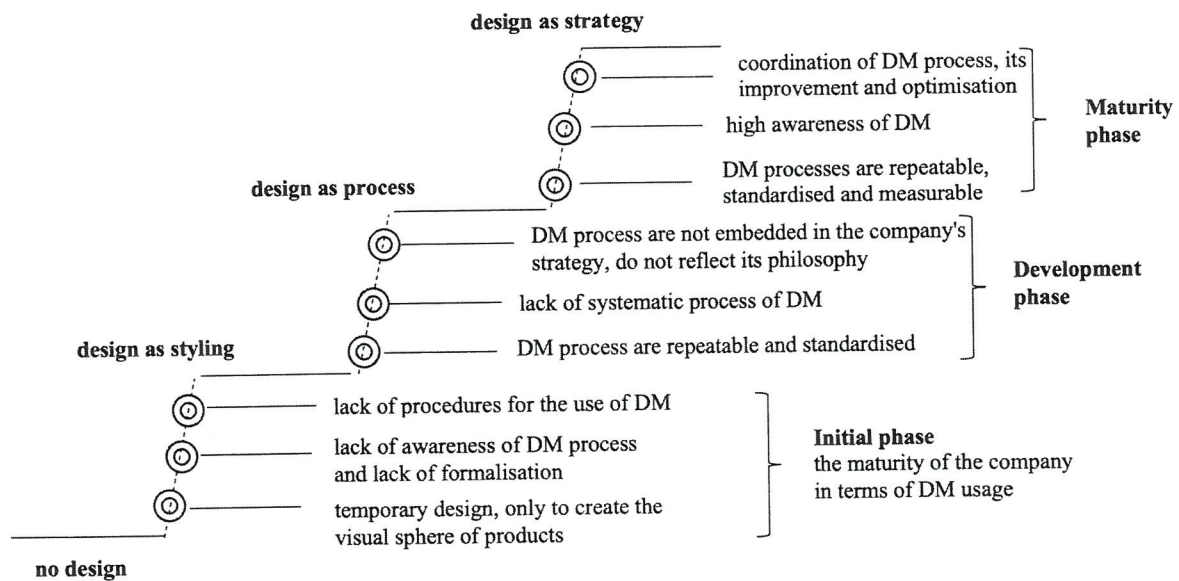 design as strategy
coordination of DM process, its
improvement and optimisation
high awareness of DM
DM processes are repeatable,
standardised and measurable
Maturity
phase
design as process
DM process are not embedded in the company's
strategy, do not reflect its philosophy
lack of systematic process of DM
DM process are repeatable and standardised
Development
phase
design as styling
lack of procedures for the use of DM
lack of awareness of DM process
and lack of formalisation
temporary design, only to create the
visual sphere of products
Initial phase
the maturity of the company
in terms of DM usage
no design